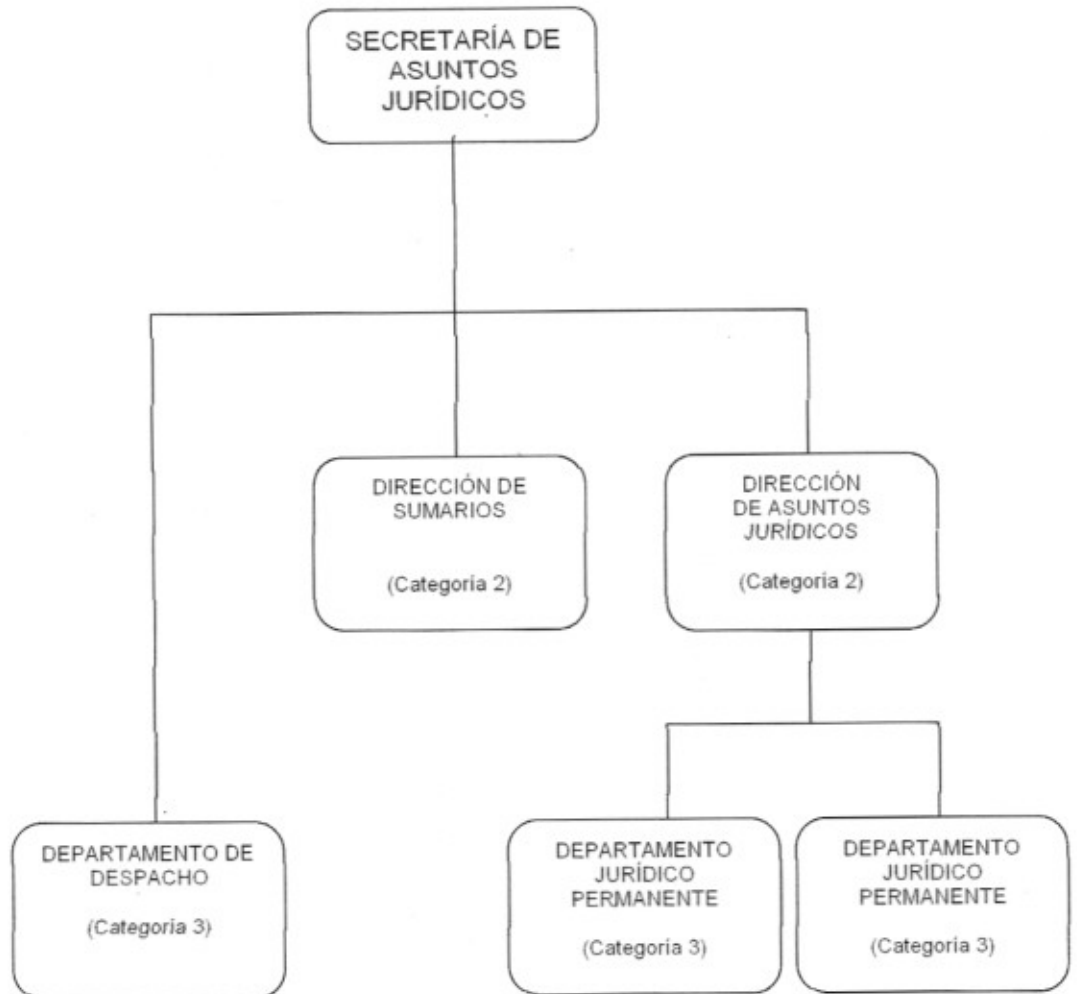 SECRETARÍA DE
ASUNTOS
JURÍDICOS
DIRECCIÓN DE
SUMARIOS
(Categoria 2)
DIRECCIÓN
DE ASUNTOS
JURÍDICOS
(Categoria 2)
DEPARTAMENTO DE
DESPACHO
(Categoria 3)
DEPARTAMENTO
JURÍDICO
PERMANENTE
(Categoria 3)
DEPARTAMENTO
JURÍDICO
PERMANENTE
(Categoria 3)